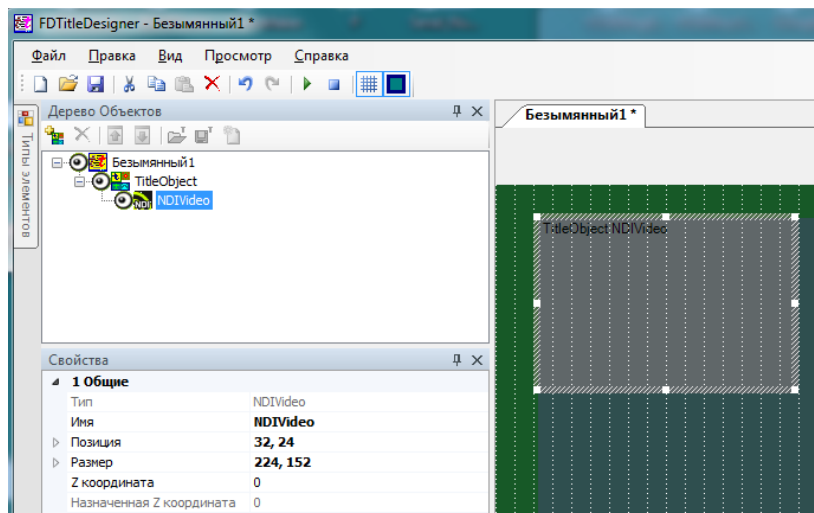 FDTitleDesigner - Безымянный1 *
Файл Правка Вид Просмотр Справка
Дерево Объектов
Безымянный1 *
Типы элементов
Безымянный1
TitleObject
NDI NDIVideo
TitleObject NDIVideo
Свойства
1 Общие
Тип NDIVideo
Имя NDIVideo
Позиция 32, 24
Размер 224, 152
Z координата 0
Назначенная Z координата 0